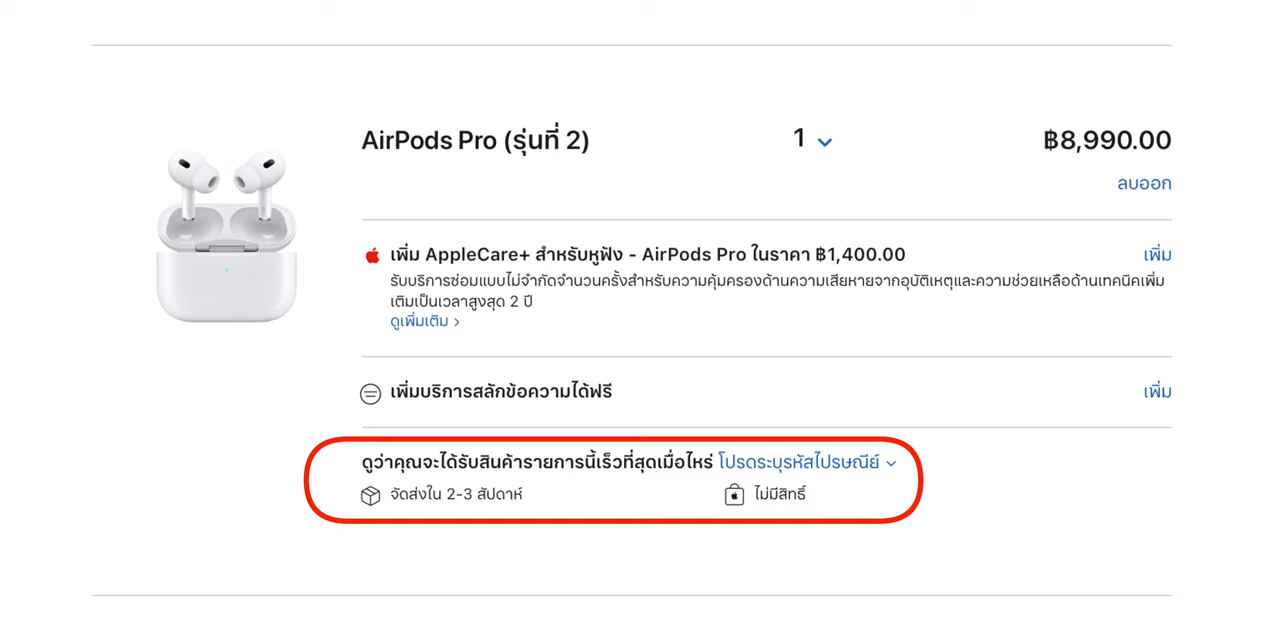 AirPods Pro (รุ่นที่ 2)
1
฿8,990.00
ลบออก
เพิ่ม AppleCare+ สำหรับหูฟัง - AirPods Pro ในราคา ฿1,400.00
เพิ่ม
รับบริการซ่อมแบบไม่จำกัดจำนวนครั้งสำหรับความคุ้มครองด้านความเสียหายจากอุบัติเหตุและความช่วยเหลือด้านเทคนิคเพิ่ม
เติมเป็นเวลาสูงสุด 2 ปี
ดูเพิ่มเติม >
เพิ่มบริการสลักข้อความได้ฟรี
เพิ่ม
ดูว่าคุณจะได้รับสินค้ารายการนี้เร็วที่สุดเมื่อไหร่ โปรดระบุรหัสไปรษณีย์
จัดส่งใน 2-3 สัปดาห์
ไม่มีสิทธิ์